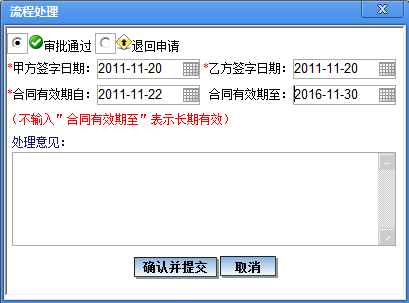 流程处理
审批通过 退回申请
*甲方签字日期: 2011-11-20 *乙方签字日期: 2011-11-20
*合同有效期自: 2011-11-22 合同有效期至: 2016-11-30
(不输入"合同有效期至"表示长期有效)
处理意见:
确认并提交 取消